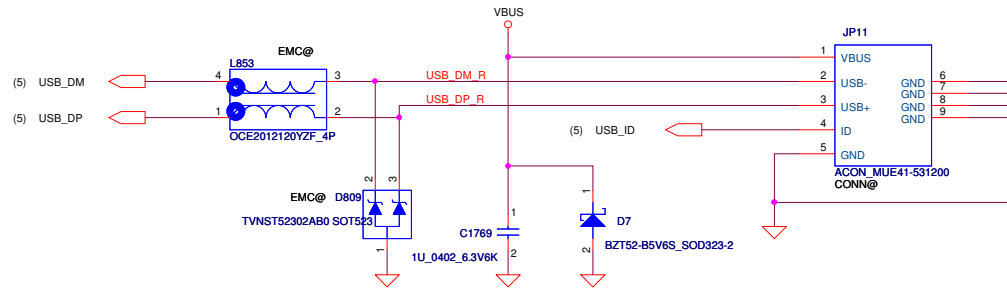 VBUS
JP11
EMC@
L853
1 VBUS
4 3 USB_DM_R 2 USB- 6
(5) USB_DM GND 7
GND
1 2 USB_DP_R 3 USB+ GND 8
(5) USB_DP GND 9
(5) USB_ID 4 ID
OCE2012120YZF_4P
5 GND
ACON_MUE41-531200
CONN@
2 3
EMC@ D809 1
TVNST52302AB0 SOT523
1
C1769 D7
BZT52-B5V6S_SOD323-2
1 2 2
1U_0402_6.3V6K